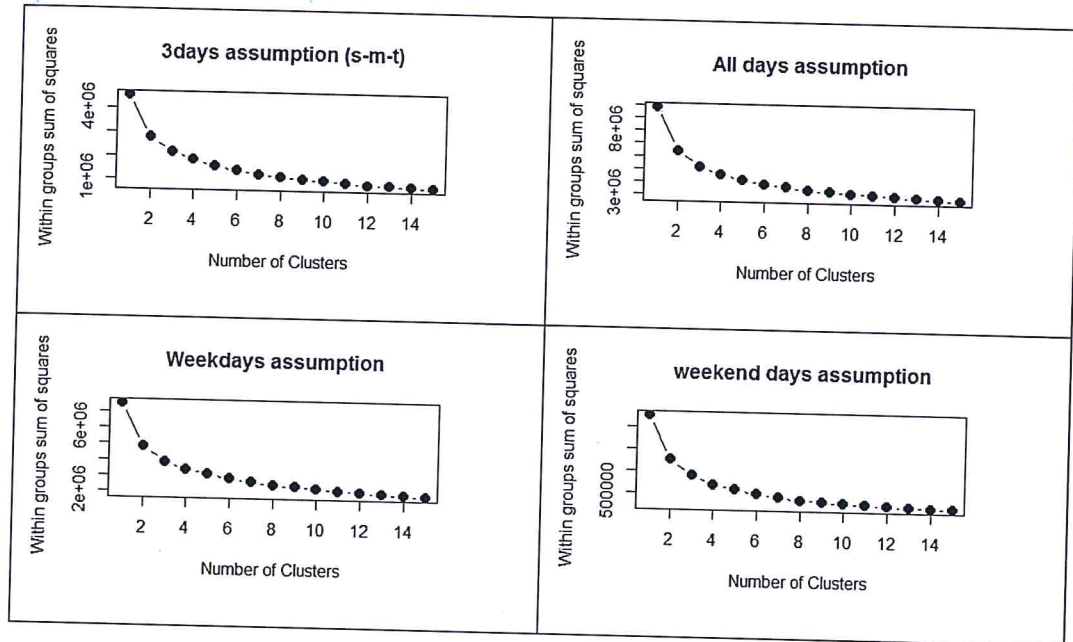 3days assumption (s-m-t)
Within groups sum of squares
4e+06
1e+06
2 4 6 8 10 12 14
Number of Clusters
All days assumption
Within groups sum of squares
8e+06
3e+06
2 4 6 8 10 12 14
Number of Clusters
Weekdays assumption
Within groups sum of squares
6e+06
2e+06
2 4 6 8 10 12 14
Number of Clusters
weekend days assumption
Within groups sum of squares
500000
2 4 6 8 10 12 14
Number of Clusters